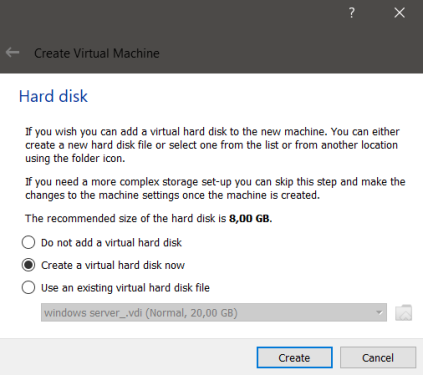 ?
Create Virtual Machine
Hard disk
If you wish you can add a virtual hard disk to the new machine. You can either
create a new hard disk file or select one from the list or from another location
using the folder icon.
If you need a more complex storage set-up you can skip this step and make the
changes to the machine settings once the machine is created.
The recommended size of the hard disk is 8,00 GB.
Do not add a virtual hard disk
Create a virtual hard disk now
Use an existing virtual hard disk file
windows server_.vdi (Normal, 20,00 GB)
Create Cancel